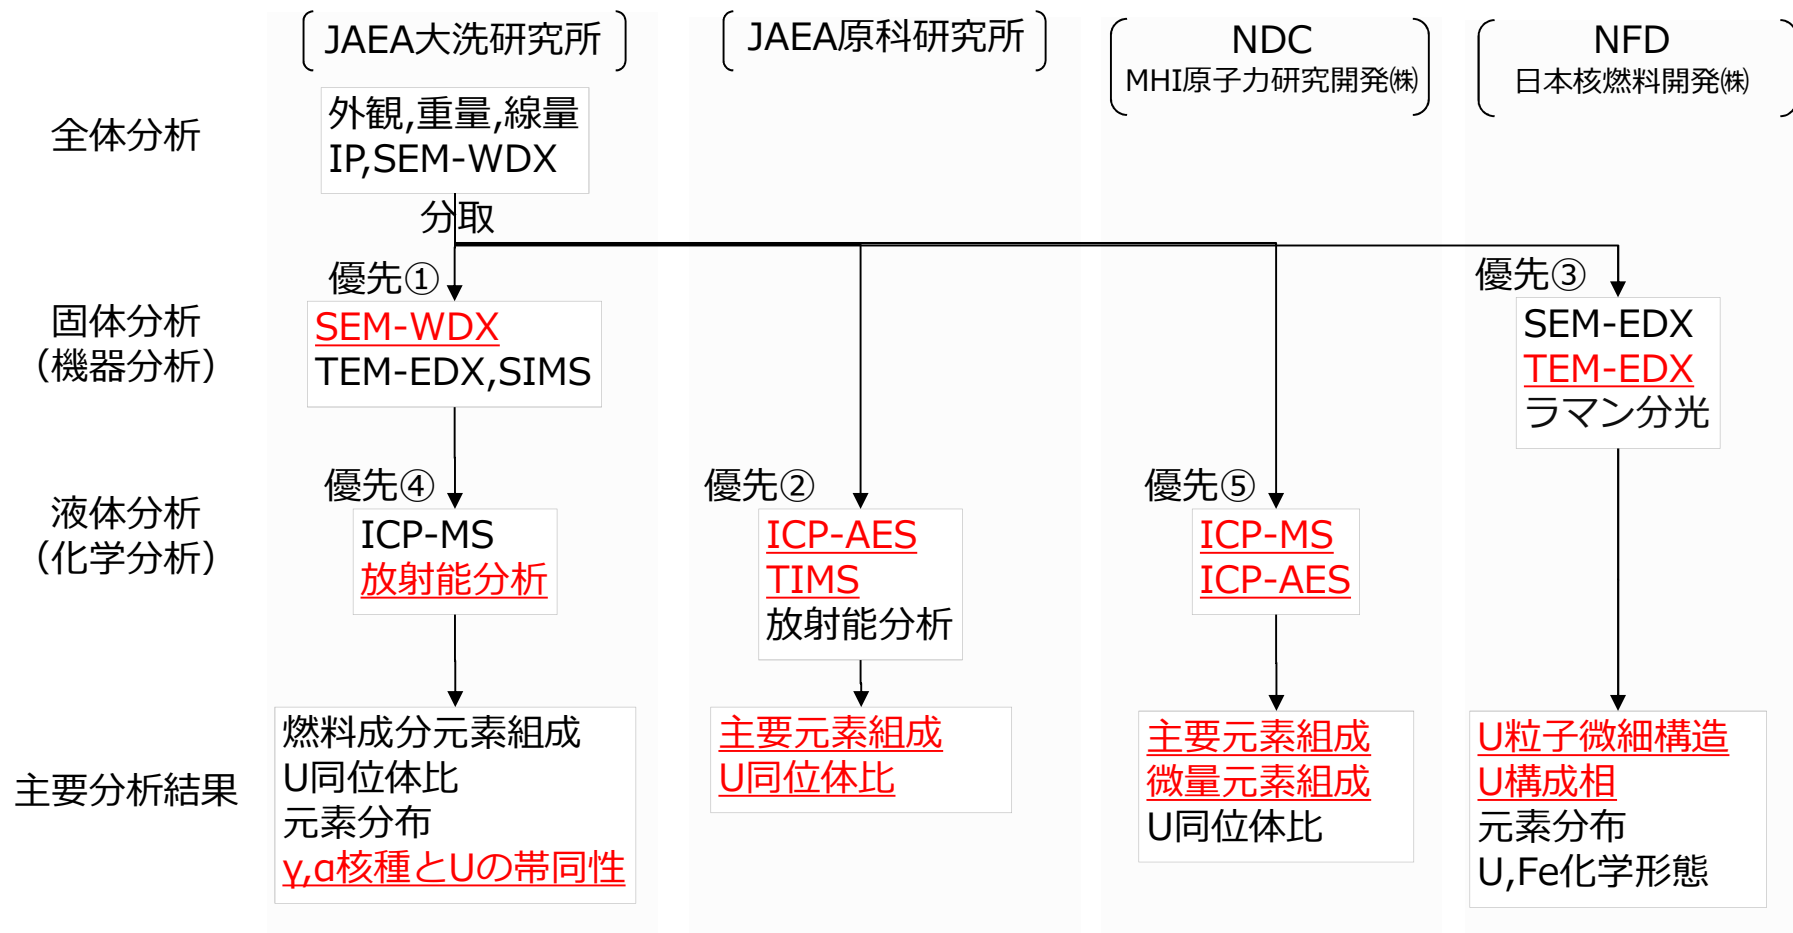 JAEA大洗研究所
JAEA原科研究所
NDC
MHI原子力研究開発㈱
NFD
日本核燃料開発㈱
全体分析
外観,重量,線量
IP,SEM-WDX
分取
固体分析
（機器分析）
優先①
SEM-WDX
TEM-EDX,SIMS
優先③
SEM-EDX
TEM-EDX
ラマン分光
液体分析
（化学分析）
優先④
ICP-MS
放射能分析
優先②
ICP-AES
TIMS
放射能分析
優先⑤
ICP-MS
ICP-AES
主要分析結果
燃料成分元素組成
U同位体比
元素分布
γ,α核種とUの帯同性
主要元素組成
U同位体比
主要元素組成
微量元素組成
U同位体比
U粒子微細構造
U構成相
元素分布
U,Fe化学形態